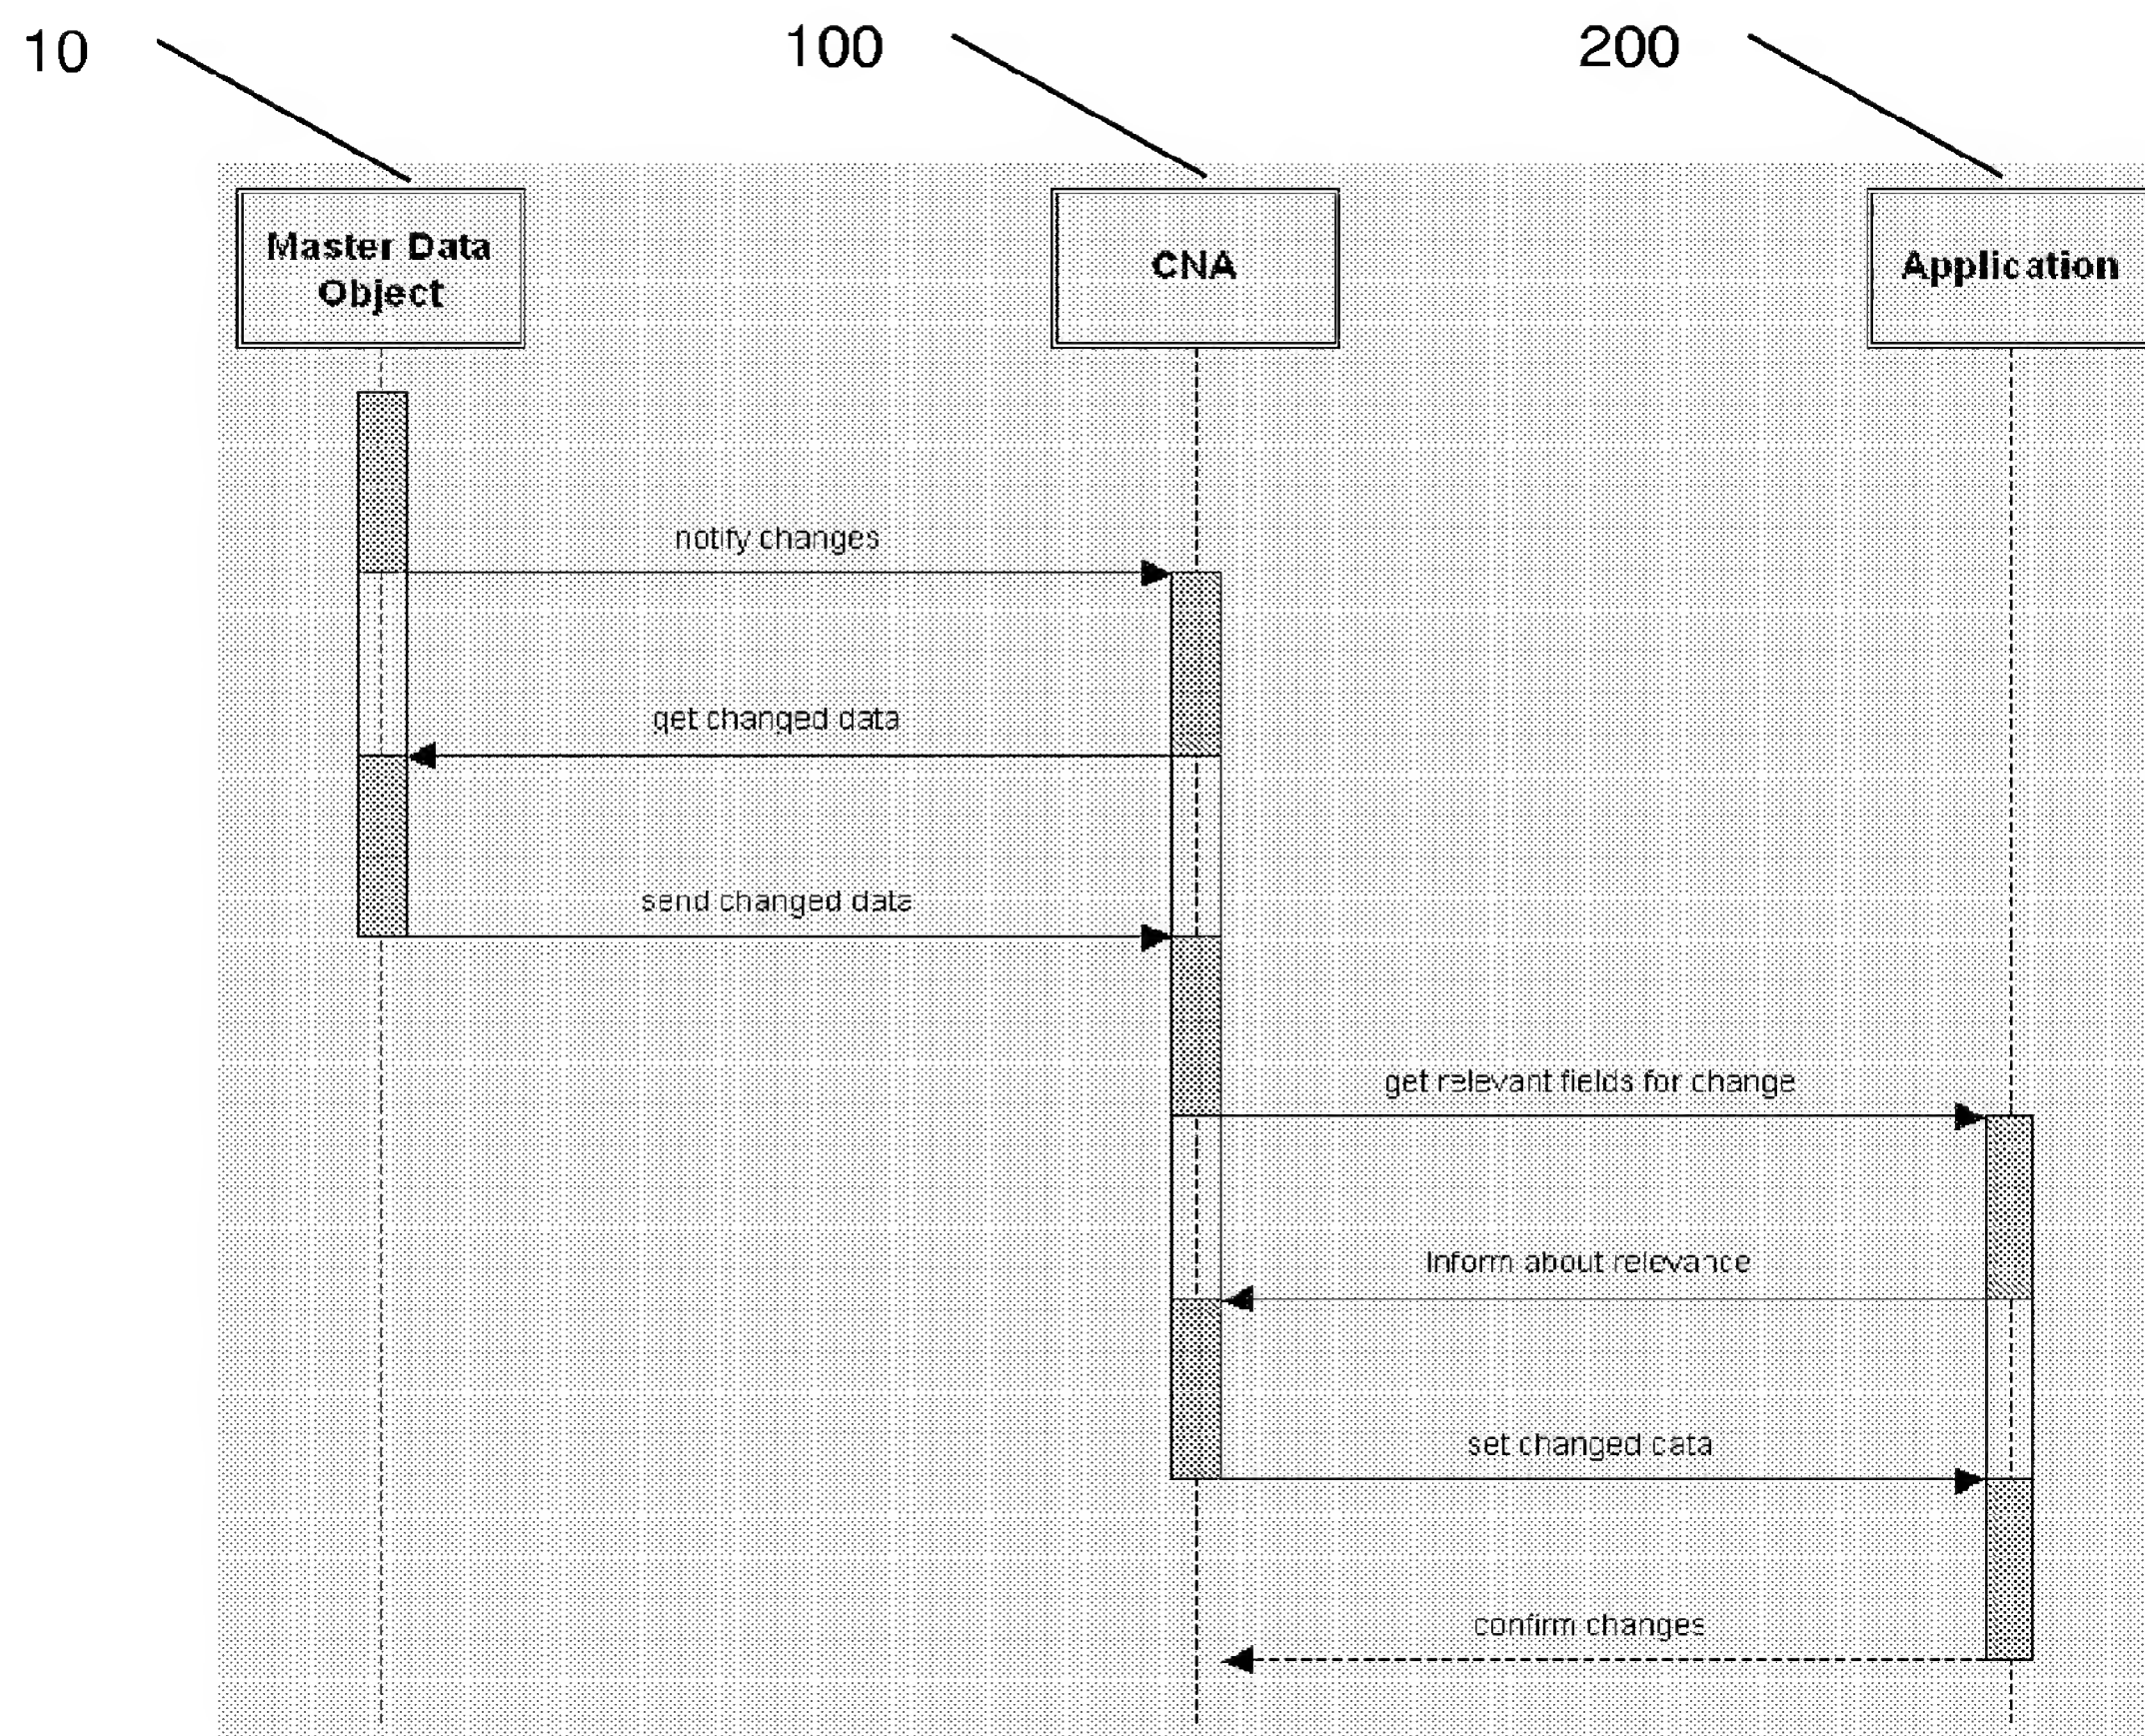 10
100
200
Master Data
Object
CNA
Application
notify changes
get changed data
send changed data
get relevant fields for change
Inform about relevance
set changed data
confirm changes